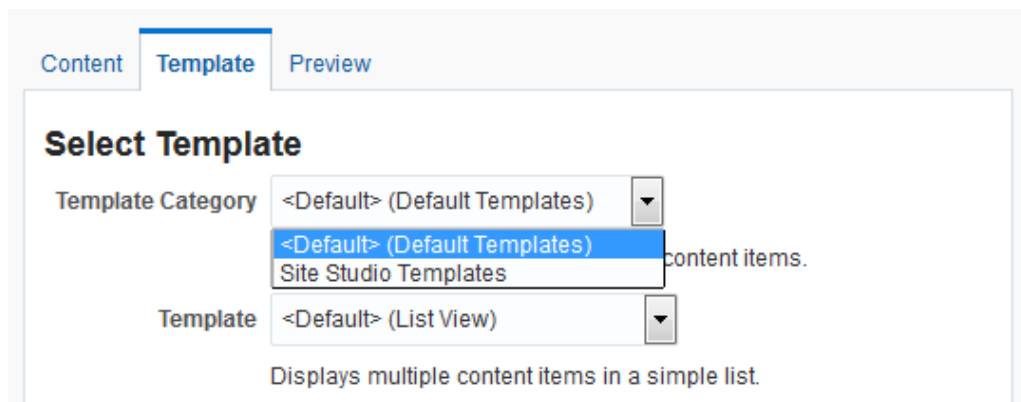 Content Template Preview
Select Template
Template Category <Default> (Default Templates)
<Default> (Default Templates)
content items.
Site Studio Templates
Template <Default> (List View)
Displays multiple content items in a simple list.